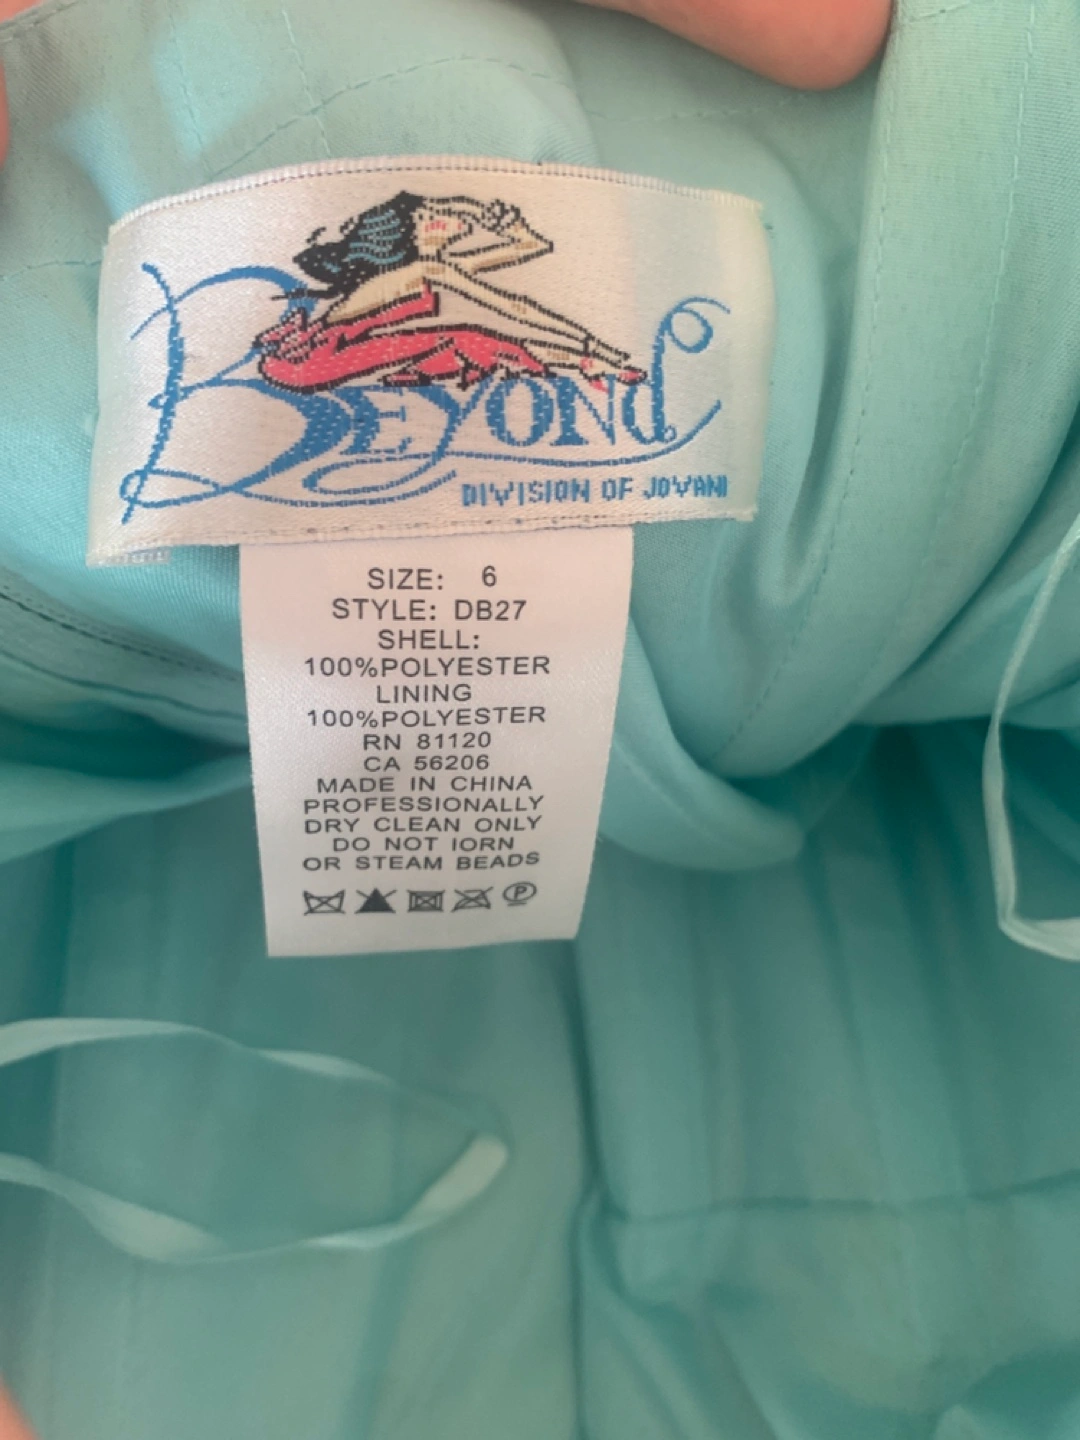 BEYONd
DIVISION OF JOVANI
SIZE: 6
STYLE: DB27
SHELL:
100%POLYESTER
LINING
100%POLYESTER
RN 81120
CA 56206
MADE IN CHINA
PROFESSIONALLY
DRY CLEAN ONLY
DO NOT IORN
OR STEAM BEADS
P